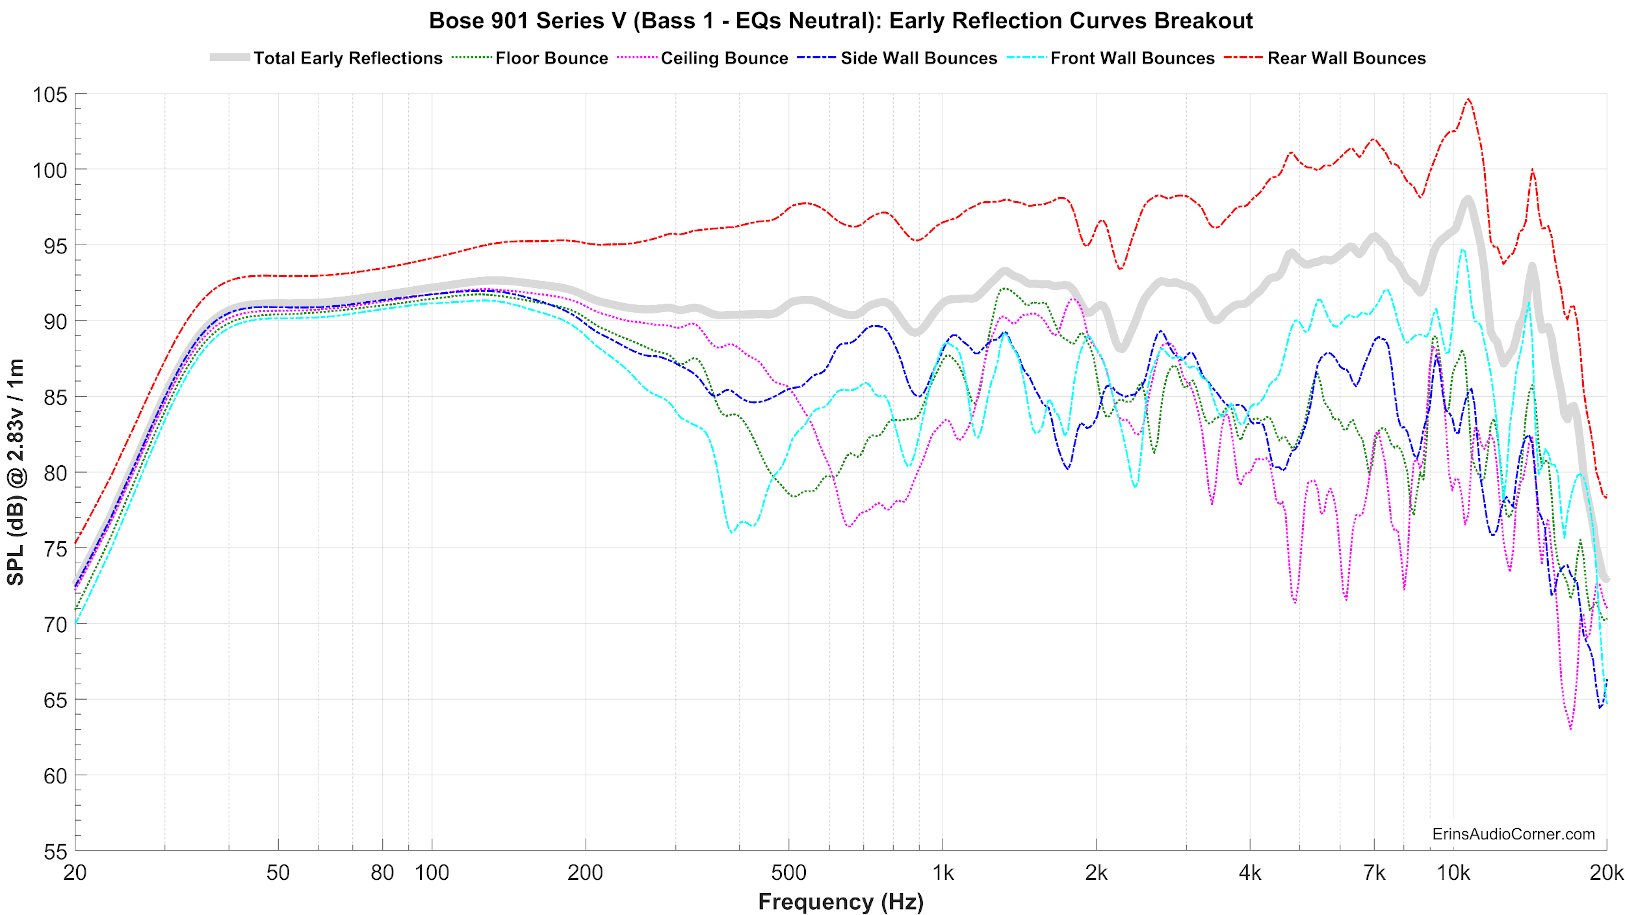 Bose 901 Series V (Bass 1 - EQs Neutral): Early Reflection Curves Breakout
Total Early Reflections Floor Bounce Ceiling Bounce Side Wall Bounces Front Wall Bounces Rear Wall Bounces
SPL (dB) @ 2.83v / 1m
105
100
95
90
85
80
75
70
65
60
55
ErinsAudioCorner.com
20 50 80 100 200 500 1k 2k 4k 7k 10k 20k
Frequency (Hz)